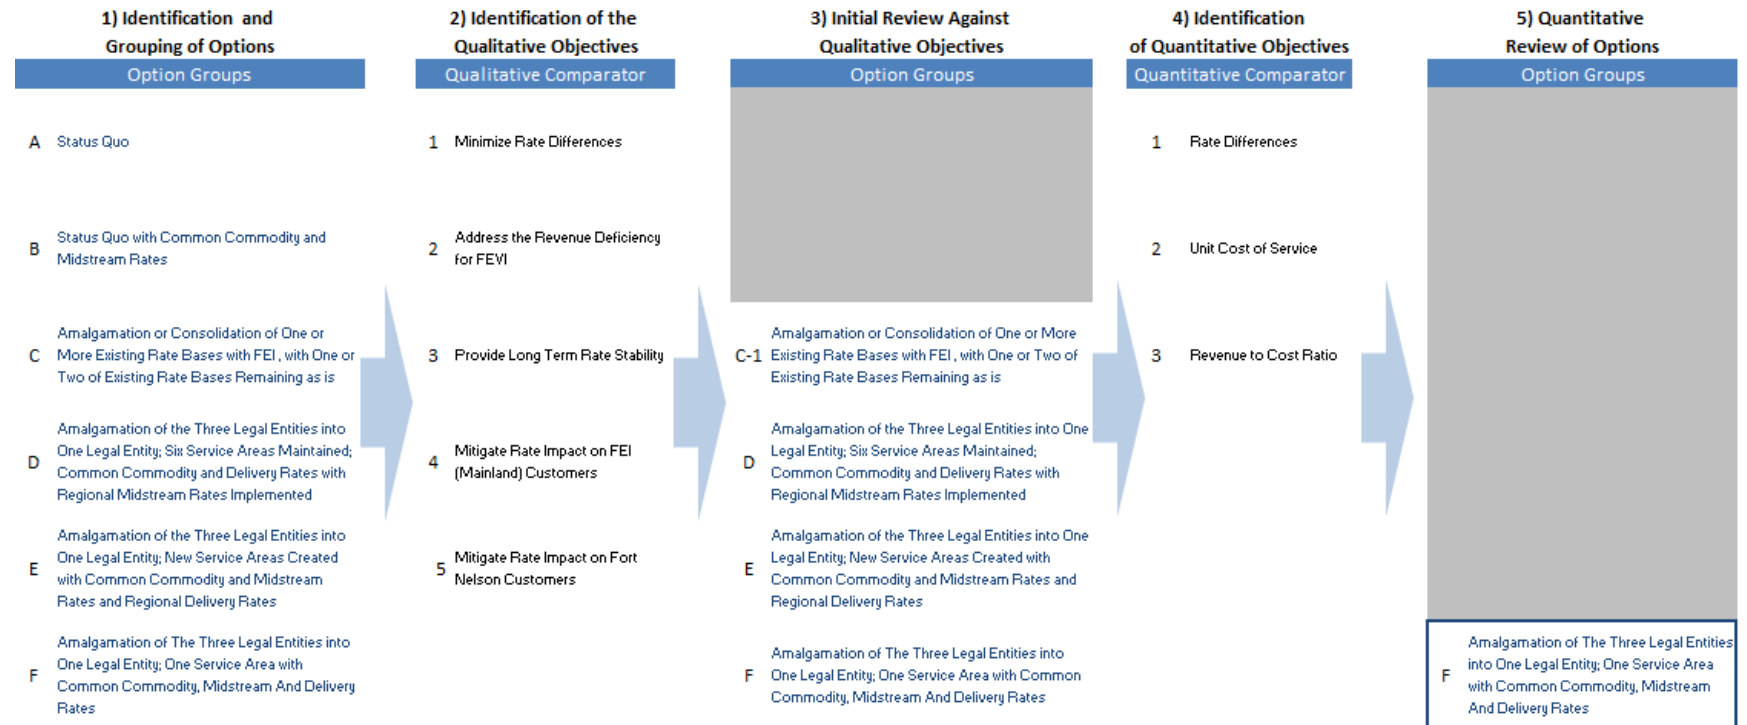 1) Identification and
Grouping of Options
Option Groups
A Status Quo
B Status Quo with Common Commodity and
Midstream Rates
C Amalgamation or Consolidation of One or
More Existing Rate Bases with FEI, with One or
Two of Existing Rate Bases Remaining as is
D Amalgamation of the Three Legal Entities into
One Legal Entity; Six Service Areas Maintained;
Common Commodity and Delivery Rates with
Regional Midstream Rates Implemented
E Amalgamation of the Three Legal Entities into
One Legal Entity; New Service Areas Created
with Common Commodity and Midstream
Rates and Regional Delivery Rates
F Amalgamation of The Three Legal Entities into
One Legal Entity; One Service Area with
Common Commodity, Midstream And Delivery
Rates
2) Identification of the
Qualitative Objectives
Qualitative Comparator
1 Minimize Rate Differences
2 Address the Revenue Deficiency
for FEVI
3 Provide Long Term Rate Stability
4 Mitigate Rate Impact on FEI
(Mainland) Customers
5 Mitigate Rate Impact on Fort
Nelson Customers
3) Initial Review Against
Qualitative Objectives
Option Groups
C-1 Amalgamation or Consolidation of One or More
Existing Rate Bases with FEI, with One or Two of
Existing Rate Bases Remaining as is
D Amalgamation of the Three Legal Entities into One
Legal Entity; Six Service Areas Maintained;
Common Commodity and Delivery Rates with
Regional Midstream Rates Implemented
E Amalgamation of the Three Legal Entities into One
Legal Entity; New Service Areas Created with
Common Commodity and Midstream Rates and
Regional Delivery Rates
F Amalgamation of The Three Legal Entities into
One Legal Entity; One Service Area with Common
Commodity, Midstream And Delivery Rates
4) Identification
of Quantitative Objectives
Quantitative Comparator
1 Rate Differences
2 Unit Cost of Service
3 Revenue to Cost Ratio
5) Quantitative
Review of Options
Option Groups
F Amalgamation of The Three Legal Entities
into One Legal Entity; One Service Area
with Common Commodity, Midstream
And Delivery Rates